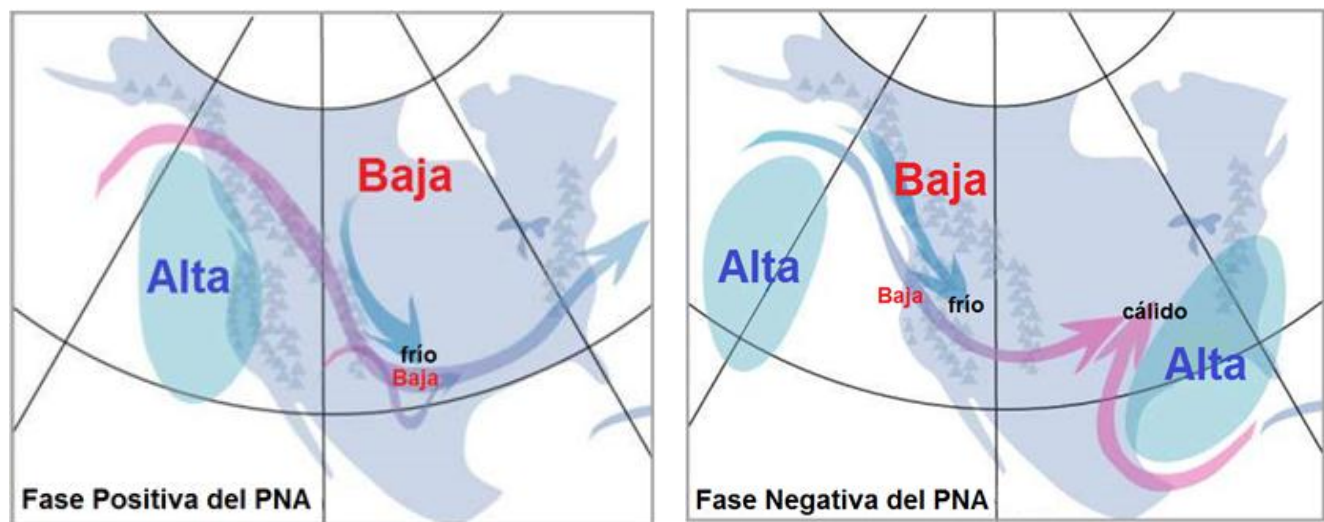 Baja
Alta
frío
Baja
Fase Positiva del PNA
Baja
Alta
Baja
frío
cálido
Alta
Fase Negativa del PNA